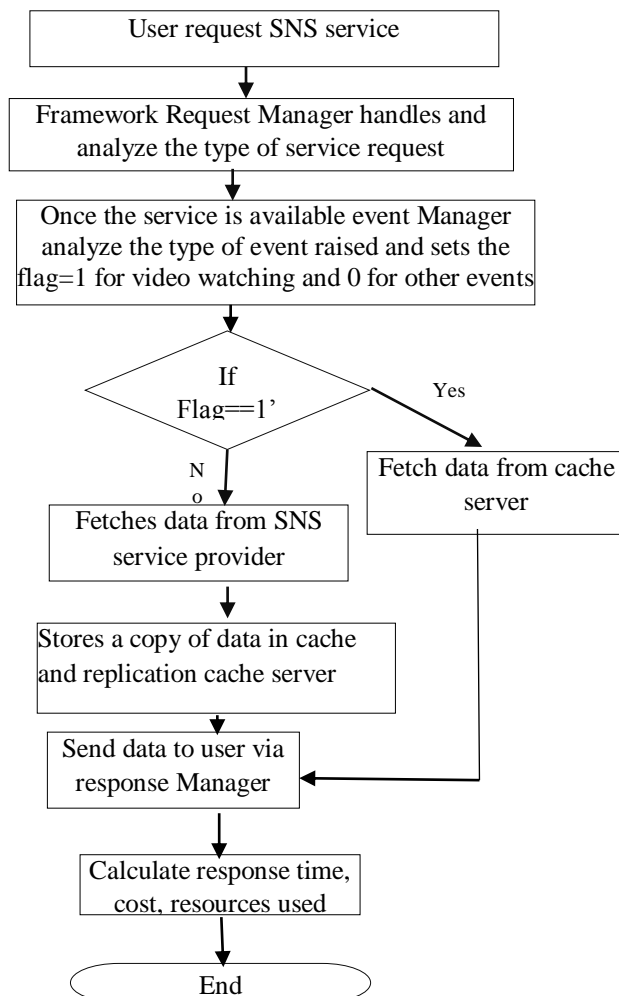 User request SNS service
Framework Request Manager handles and
analyze the type of service request
Once the service is available event Manager
analyze the type of event raised and sets the
flag=1 for video watching and 0 for other events
If
Flag==1’
Yes
N
o
Fetch data from cache
server
Fetches data from SNS
service provider
Stores a copy of data in cache
and replication cache server
Send data to user via
response Manager
Calculate response time,
cost, resources used
End